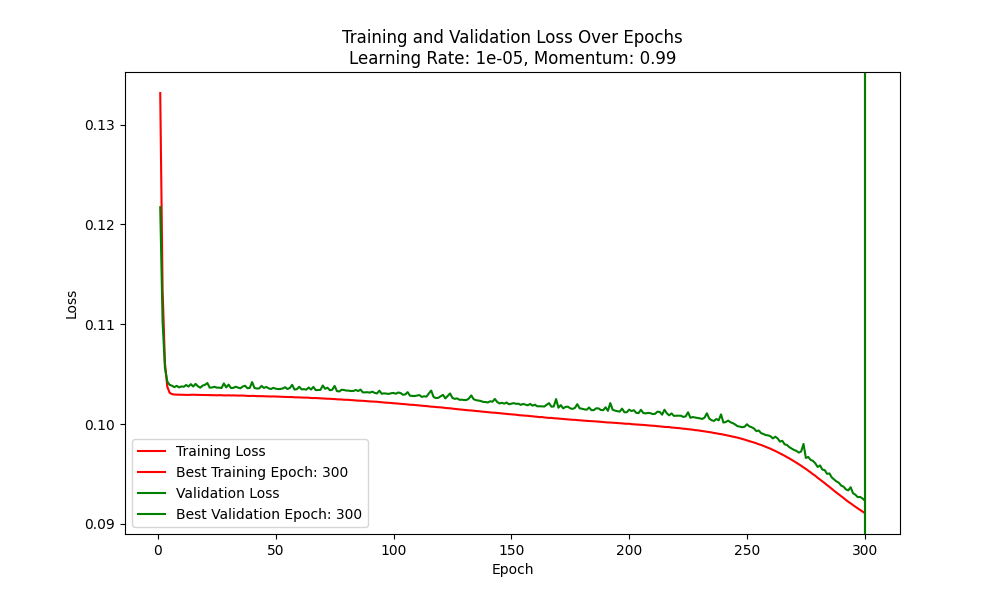 Training and Validation Loss Over Epochs
Learning Rate: 1e-05, Momentum: 0.99
Loss
0.13
0.12
0.11
0.10
0.09
Training Loss
Best Training Epoch: 300
Validation Loss
Best Validation Epoch: 300
0 50 100 150 200 250 300
Epoch